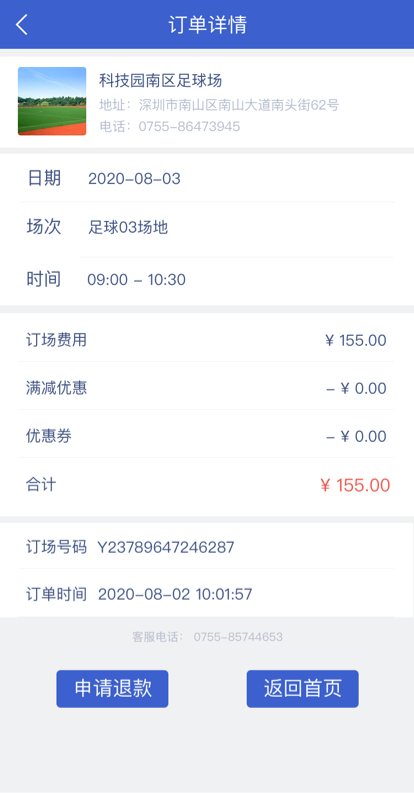 订单详情
科技园南区足球场
地址：深圳市南山区南山大道南头街62号
电话：0755-86473945
日期 2020-08-03
场次 足球03场地
时间 09:00 - 10:30
订场费用 ¥ 155.00
满减优惠 - ¥ 0.00
优惠券 - ¥ 0.00
合计 ¥ 155.00
订场号码 Y23789647246287
订单时间 2020-08-02 10:01:57
客服电话： 0755-85744653
申请退款 返回首页